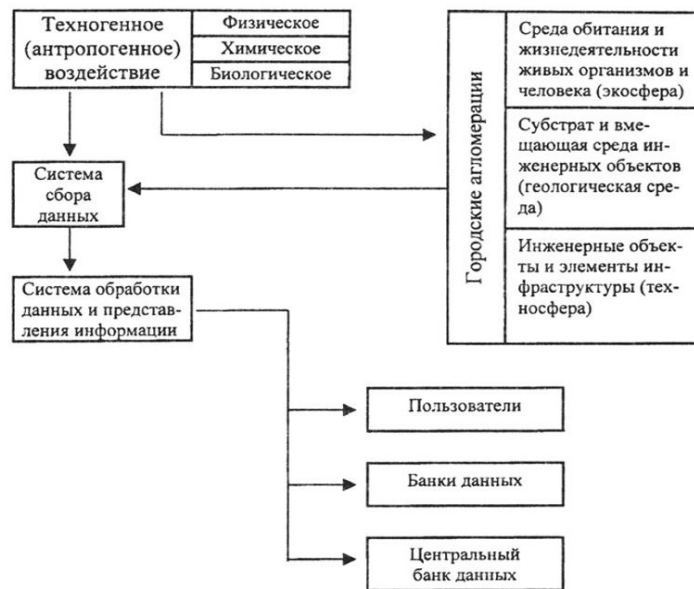 Техногенное
(антропогенное)
воздействие
Физическое
Химическое
Биологическое
Городские агломерации
Среда обитания и
жизнедеятельности
живых организмов и
человека (экосфера)
Субстрат и вме-
щающая среда ин-
женерных объектов
(геологическая сре-
да)
Инженерные объек-
ты и элементы ин-
фраструктуры (тех-
носфера)
Система
сбора
данных
Система обработки
данных и представ-
ления информации
Пользователи
Банки данных
Центральный
банк данных